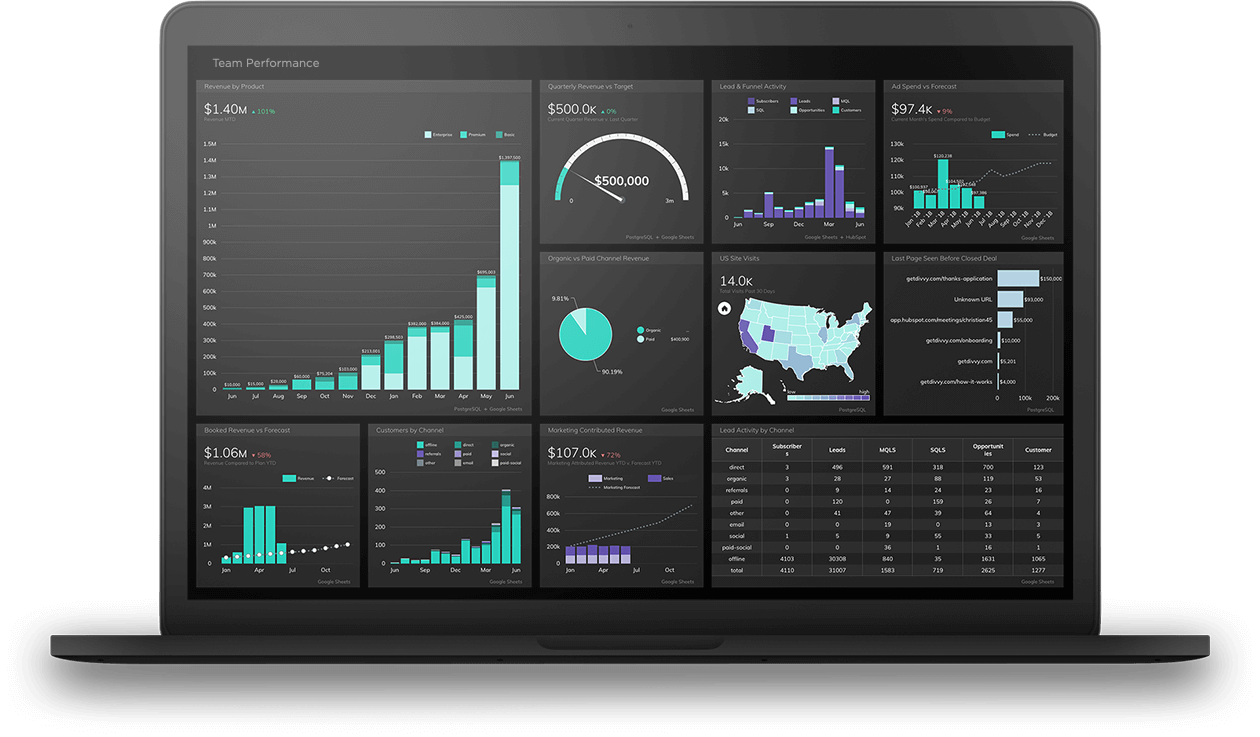 Team Performance
Revenue by Product
$1.40M ▲ 101%
Revenue MTD
Enterprise Premium Basic
1.5M
1.4M
1.3M
1.2M
1.1M
1M
900k
800k
700k
600k
500k
400k
300k
200k
100k
0
$10,000 $15,000 $28,000 $60,000 $75,204 $103,000 $213,001 $298,503 $382,000 $384,000 $425,000 $695,003 $1,397,500
Jun Jul Aug Sep Oct Nov Dec Jan Feb Mar Apr May Jun
PostgreSQL + Google Sheets
Quarterly Revenue vs Target
$500.0K ▲ 0%
Current Quarter Revenue v. Last Quarter
$500,000
0 3m
PostgreSQL + Google Sheets
Lead & Funnel Activity
Subscribers Leads MQL
SQL Opportunities Customers
20k
15k
10k
5k
0
Jun Sep Dec Mar Jun
Google Sheets + HubSpot
Ad Spend vs Forecast
$97.4K ▼ 9%
Current Month's Spend Compared to Budget
Spend Budget
130k
120k
110k
100k
90k
$120,238
$97,386
Jan '18 Feb '18 Mar '18 Apr '18 May '18 Jun '18 Jul '18 Aug '18 Sep '18 Oct '18 Nov '18 Dec '18
Google Sheets
Organic vs Paid Channel Revenue
9.81%
90.19%
Organic --
Paid $400,900
Google Sheets
US Site Visits
14.0K
Total Visits Past 30 Days
low high
PostgreSQL
Last Page Seen Before Closed Deal
getdivvy.com/thanks-application $150,000
Unknown URL $93,000
app.hubspot.com/meetings/christian45 $55,000
getdivvy.com/onboarding $10,000
getdivvy.com $5,201
getdivvy.com/how-it-works $4,000
0 100k 200k
PostgreSQL
Booked Revenue vs Forecast
$1.06M ▼ 58%
Revenue Compared to Plan YTD
Revenue Forecast
4M
3M
2M
1M
0
Jan Apr Jul Oct
Google Sheets
Customers by Channel
offline direct organic
referrals paid social
other email paid-social
500
400
300
200
100
0
Jun Sep Dec Mar Jun
Google Sheets
Marketing Contributed Revenue
$107.0K ▼ 72%
Marketing Attributed Revenue YTD v. Forecast YTD
Marketing Sales
Marketing Forecast
800k
600k
400k
200k
0
Jan Apr Jul Oct
Google Sheets
Lead Activity by Channel
Channel Subscribers Leads MQLS SQLS Opportunities Customer
direct 3 496 591 318 700 123
organic 3 28 27 88 119 53
referrals 0 9 14 24 23 16
paid 0 120 0 159 26 7
other 0 41 47 39 64 4
email 0 0 19 0 13 3
social 1 5 9 55 33 5
paid-social 0 0 36 1 16 1
offline 4103 30308 840 35 1631 1065
total 4110 31007 1583 719 2625 1277
Google Sheets